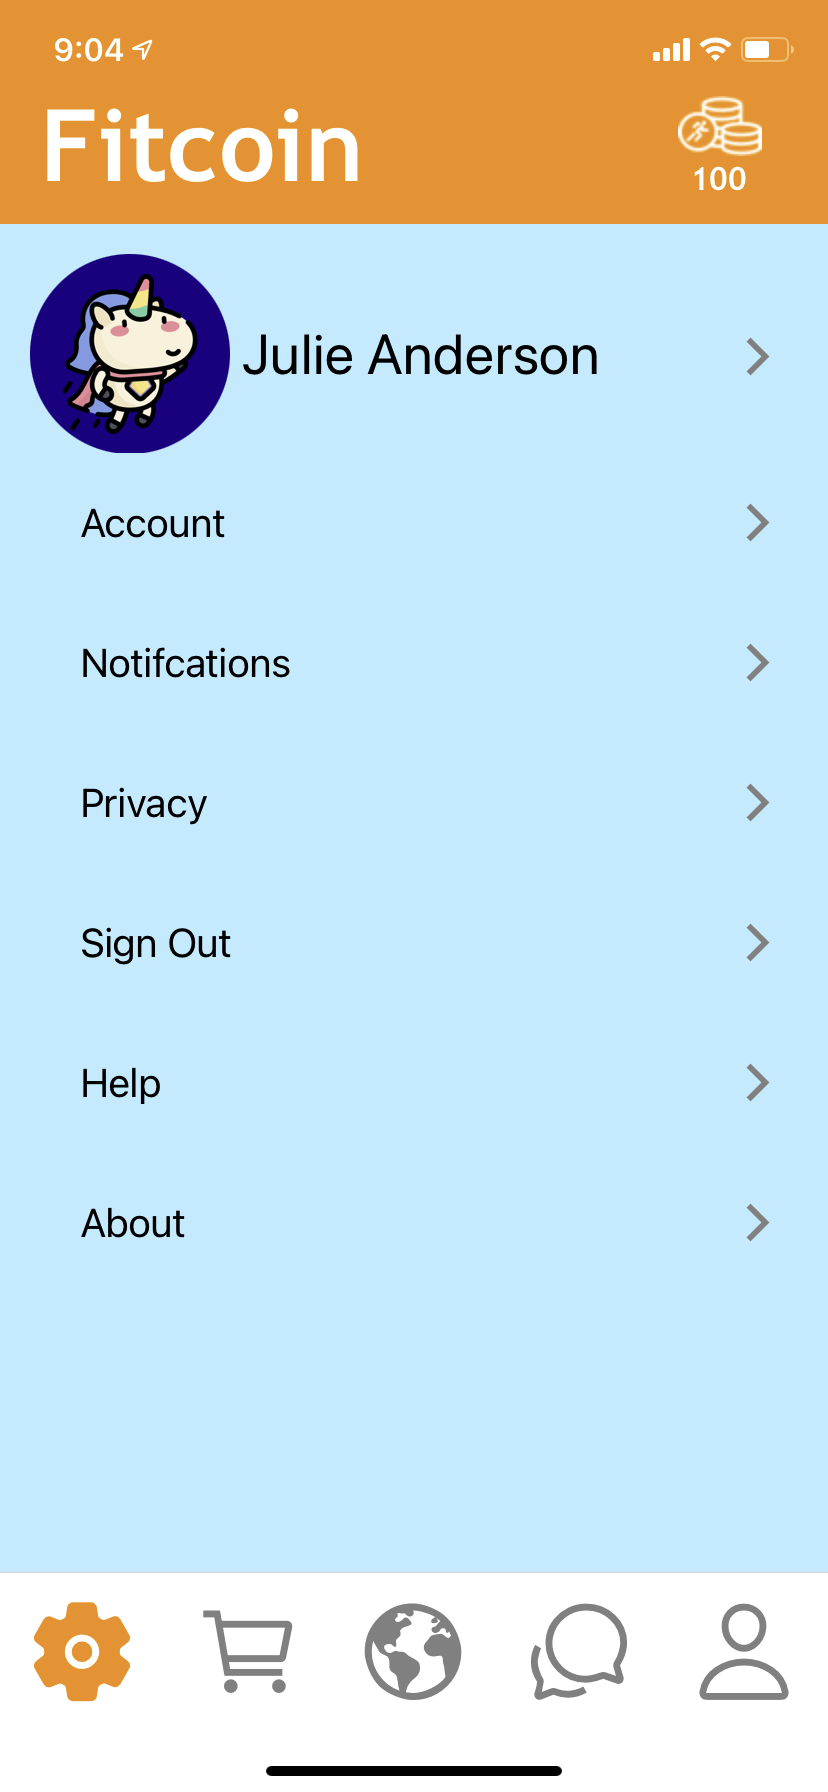 9:04
Fitcoin
100
Julie Anderson
Account
Notifcations
Privacy
Sign Out
Help
About